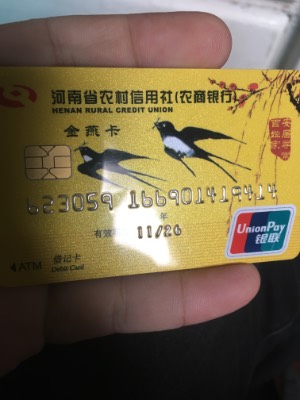 河南省农村信用社(农商银行)
HENAN RURAL CREDIT UNION
金燕卡
623059
年
有效 11/26
ATM
借记卡
Debit Card
UnionPay
银联